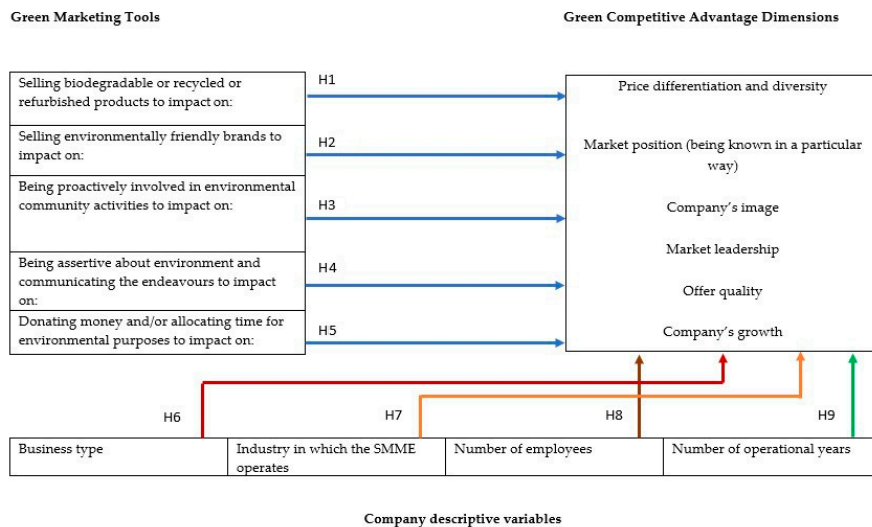 Green Marketing Tools
Green Competitive Advantage Dimensions
Selling biodegradable or recycled or
refurbished products to impact on:
H1
Selling environmentally friendly brands to
impact on:
H2
Being proactively involved in environmental
community activities to impact on:
H3
Being assertive about environment and
communicating the endeavours to impact
on:
H4
Donating money and/or allocating time for
environmental purposes to impact on:
H5
Price differentiation and diversity
Market position (being known in a particular
way)
Company's image
Market leadership
Offer quality
Company's growth
H6
H7
H8
H9
Business type
Industry in which the SMME
operates
Number of employees
Number of operational years
Company descriptive variables